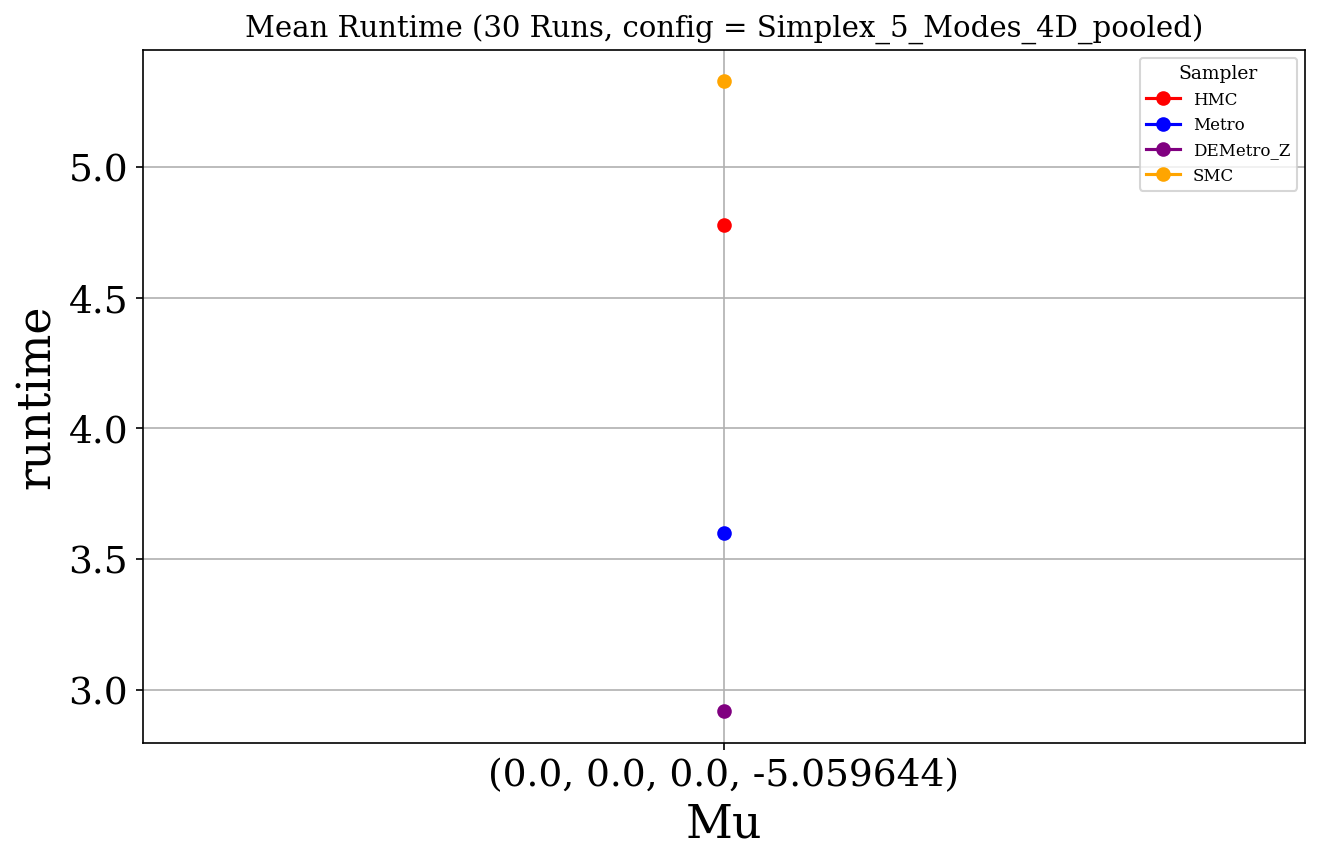 Mean Runtime (30 Runs, config = Simplex_5_Modes_4D_pooled)
Sampler
HMC
Metro
DEMetro_Z
SMC
runtime
5.0
4.5
4.0
3.5
3.0
(0.0, 0.0, 0.0, -5.059644)
Mu